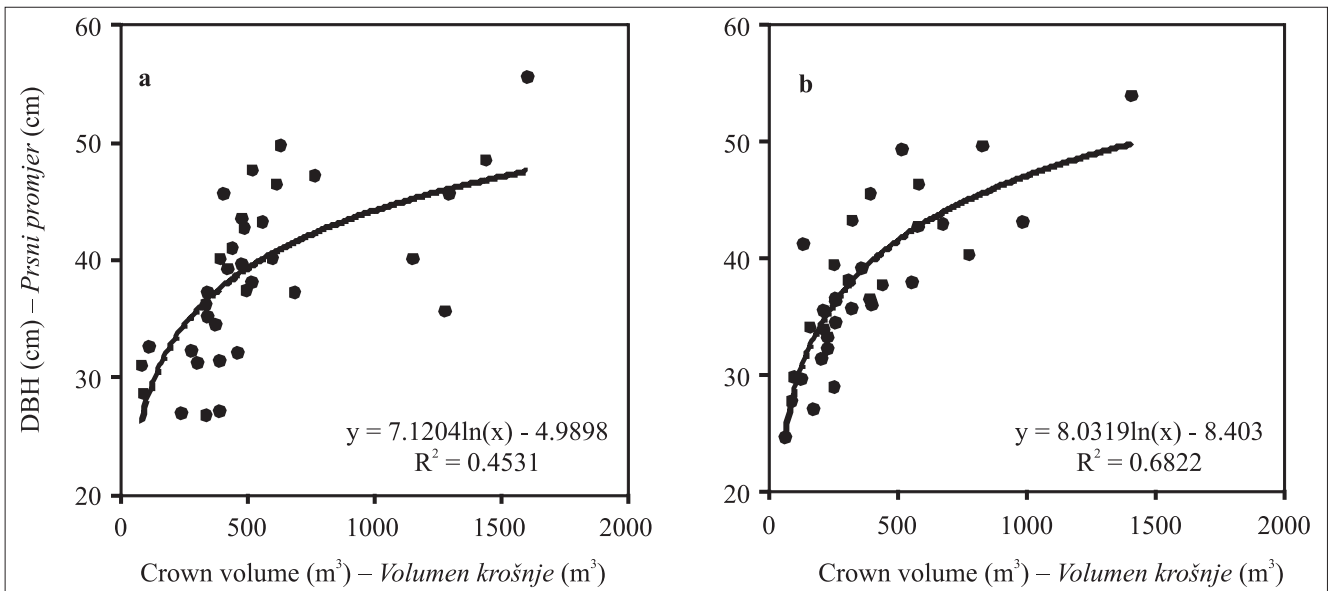 DBH (cm) – Prsni promjer (cm)
60
50
40
30
20
a
y = 7.1204ln(x) - 4.9898
R² = 0.4531
0 500 1000 1500 2000
Crown volume (m³) – Volumen krošnje (m³)
60
50
40
30
20
b
y = 8.0319ln(x) - 8.403
R² = 0.6822
0 500 1000 1500 2000
Crown volume (m³) – Volumen krošnje (m³)